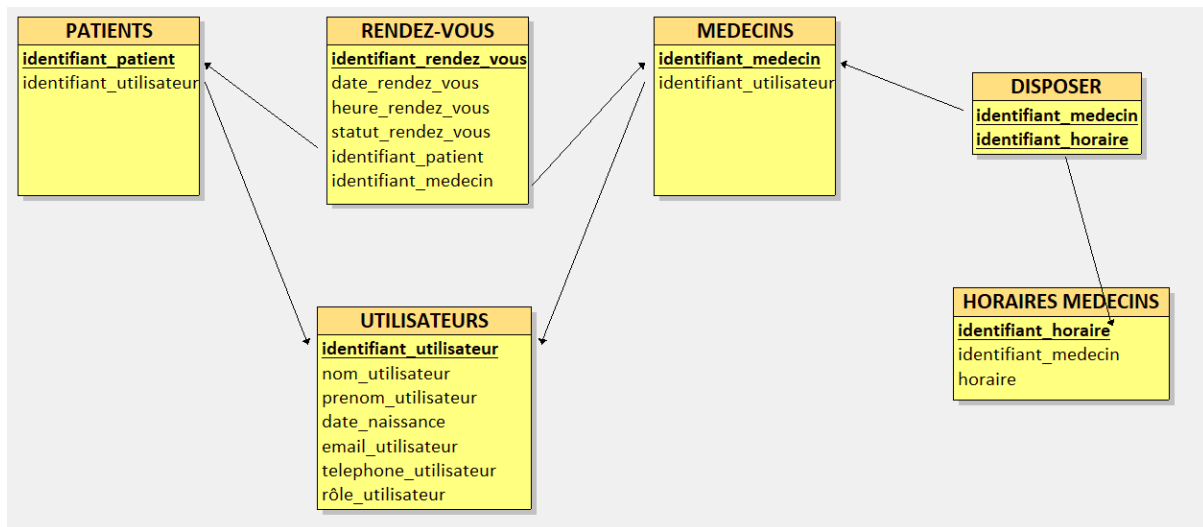 PATIENTS
identifiant_patient
identifiant_utilisateur
RENDEZ-VOUS
identifiant_rendez_vous
date_rendez_vous
heure_rendez_vous
statut_rendez_vous
identifiant_patient
identifiant_medecin
MEDECINS
identifiant_medecin
identifiant_utilisateur
DISPOSER
identifiant_medecin
identifiant_horaire
UTILISATEURS
identifiant_utilisateur
nom_utilisateur
prenom_utilisateur
date_naissance
email_utilisateur
telephone_utilisateur
rôle_utilisateur
HORAIRES MEDECINS
identifiant_horaire
identifiant_medecin
horaire